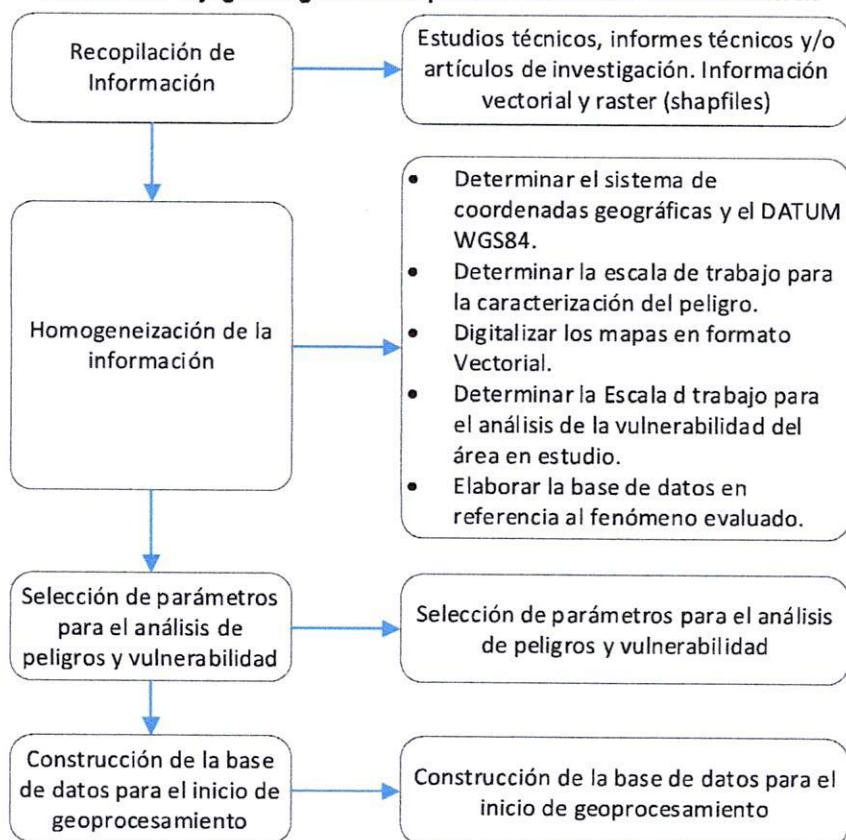 Recopilación de
Información
Estudios técnicos, informes técnicos y/o
artículos de investigación. Información
vectorial y raster (shapfiles)
Homogeneización de la
información
• Determinar el sistema de
coordenadas geográficas y el DATUM
WGS84.
• Determinar la escala de trabajo para
la caracterización del peligro.
• Digitalizar los mapas en formato
Vectorial.
• Determinar la Escala d trabajo para
el análisis de la vulnerabilidad del
área en estudio.
• Elaborar la base de datos en
referencia al fenómeno evaluado.
Selección de parámetros
para el análisis de
peligros y vulnerabilidad
Selección de parámetros para el análisis
de peligros y vulnerabilidad
Construcción de la base
de datos para el inicio de
geoprocesamiento
Construcción de la base de datos para el
inicio de geoprocesamiento